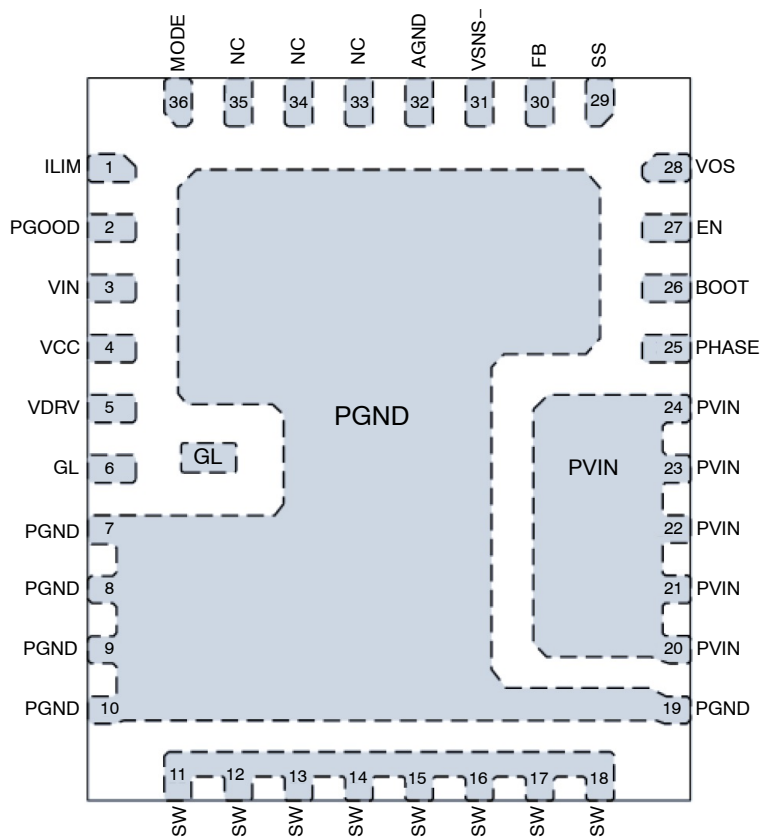 MODE NC NC NC AGND VSNS– FB SS
36 35 34 33 32 31 30 29
ILIM 1 28 VOS
PGOOD 2 27 EN
VIN 3 26 BOOT
VCC 4 25 PHASE
VDRV 5 24 PVIN
PGND
GL 6 GL PVIN 23 PVIN
PGND 7 22 PVIN
PGND 8 21 PVIN
PGND 9 20 PVIN
PGND 10 19 PGND
11 12 13 14 15 16 17 18
SW SW SW SW SW SW SW SW